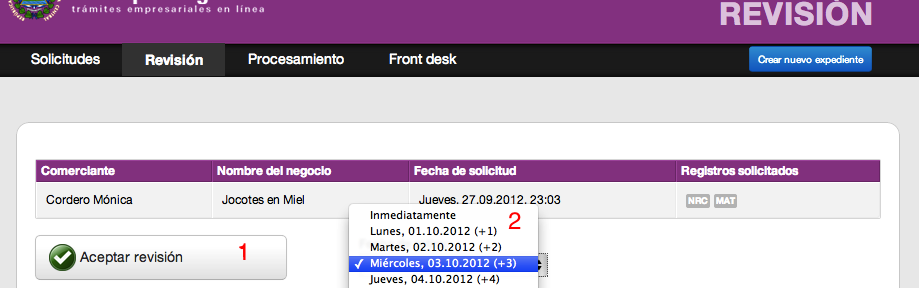 trámites empresariales en línea
REVISIÓN
Solicitudes Revisión Procesamiento Front desk Crear nuevo expediente
Comerciante Nombre del negocio Fecha de solicitud Registros solicitados
Cordero Mónica Jocotes en Miel Jueves, 27.09.2012, 23:03 NRC MAT
Inmediatamente 2
Lunes, 01.10.2012 (+1)
Martes, 02.10.2012 (+2)
Aceptar revisión 1
✓ Miércoles, 03.10.2012 (+3)
Jueves, 04.10.2012 (+4)